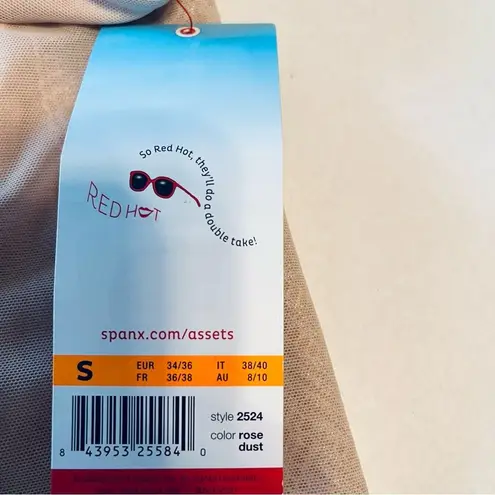 So Red Hot, they'll do a double take!
RED HOT
spanx.com/assets
S EUR 34/36 IT 38/40
FR 36/38 AU 8/10
style 2524
color rose
dust
8 43953 25584 0